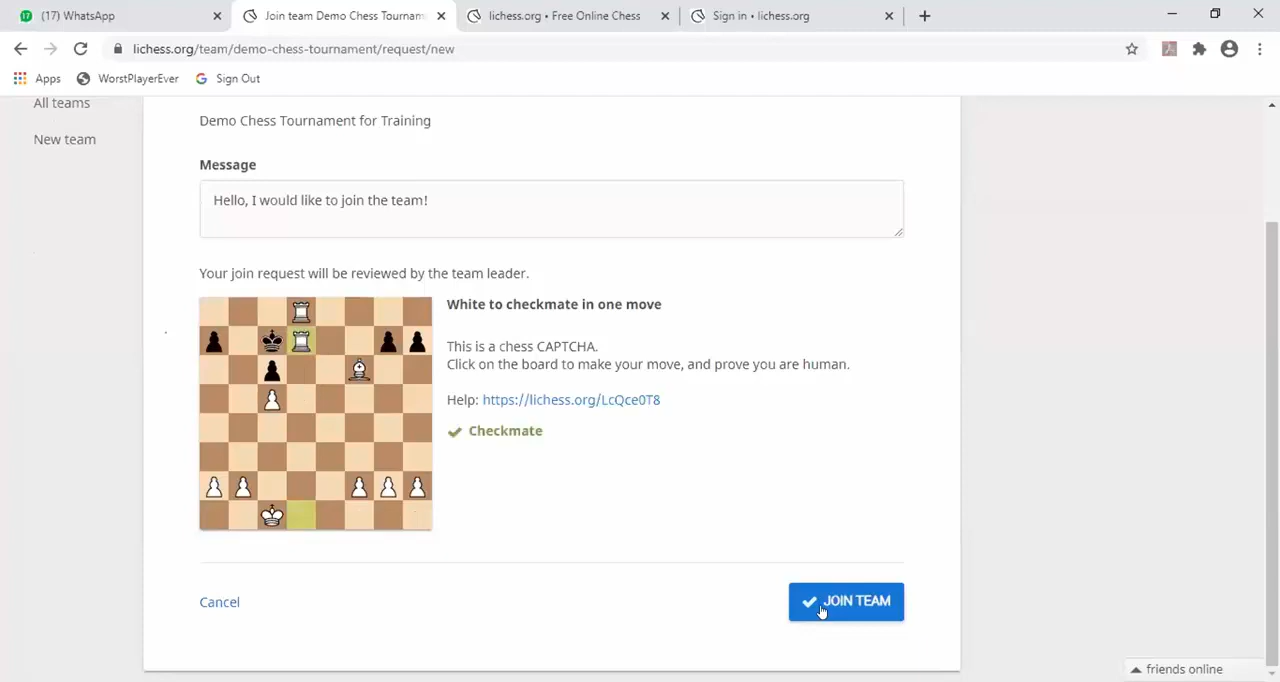 (17) WhatsApp
Join team Demo Chess Tournam
lichess.org • Free Online Chess
Sign in • lichess.org
lichess.org/team/demo-chess-tournament/request/new
Apps
WorstPlayerEver
Sign Out
All teams
New team
Demo Chess Tournament for Training
Message
Hello, I would like to join the team!
Your join request will be reviewed by the team leader.
White to checkmate in one move
This is a chess CAPTCHA.
Click on the board to make your move, and prove you are human.
Help: https://lichess.org/LcQce0T8
Checkmate
Cancel
JOIN TEAM
friends online